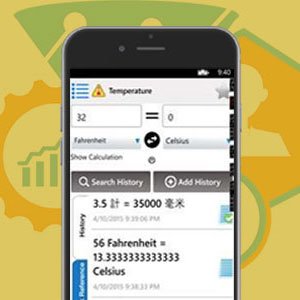 9:40
Temperature
32 = 0
Fahrenheit Celsius
Show Calculation
Search History Add History
History
3.5 計 = 35000 毫米
4/10/2015 9:39:06 PM
56 Fahrenheit =
13.3333333333333
Celsius
4/10/2015 9:38:33 PM
Reference